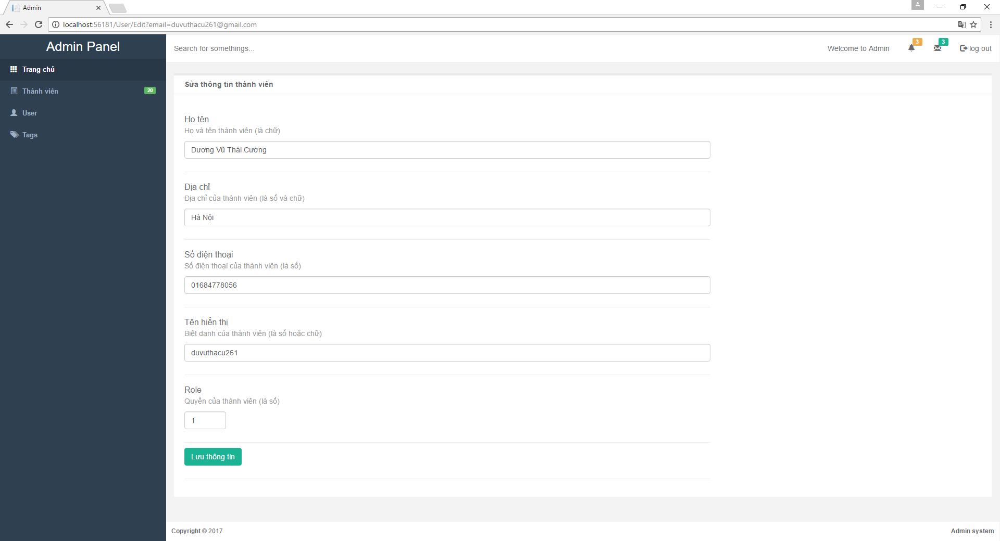 Admin
localhost:56181/User/Edit?email=duvuthacu261@gmail.com
Admin Panel
Search for somethings...
Welcome to Admin
3
3
log out
Trang chủ
Thành viên
20
User
Tags
Sửa thông tin thành viên
Họ tên
Họ và tên thành viên (là chữ)
Dương Vũ Thái Cường
Địa chỉ
Địa chỉ của thành viên (là số và chữ)
Hà Nội
Số điện thoại
Số điện thoại của thành viên (là số)
01684778056
Tên hiển thị
Biệt danh của thành viên (là số hoặc chữ)
duvuthacu261
Role
Quyền của thành viên (là số)
1
Lưu thông tin
Copyright © 2017
Admin system